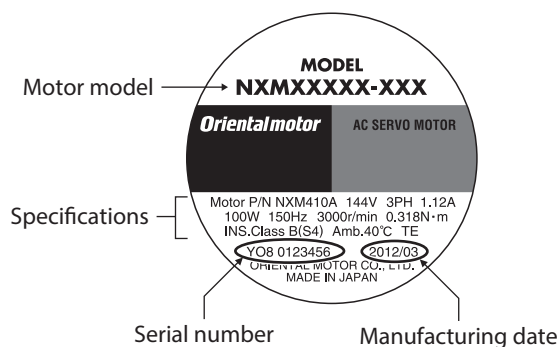 MODEL
Motor model
NXMXXXXX-XXX
Orientalmotor
AC SERVO MOTOR
Specifications
Motor P/N NXM410A 144V 3PH 1.12A
100W 150Hz 3000r/min 0.318N·m
INS.Class B(S4) Amb.40℃ TE
YO8 0123456 2012/03
ORIENTAL MOTOR CO., LTD.
MADE IN JAPAN
Serial number
Manufacturing date